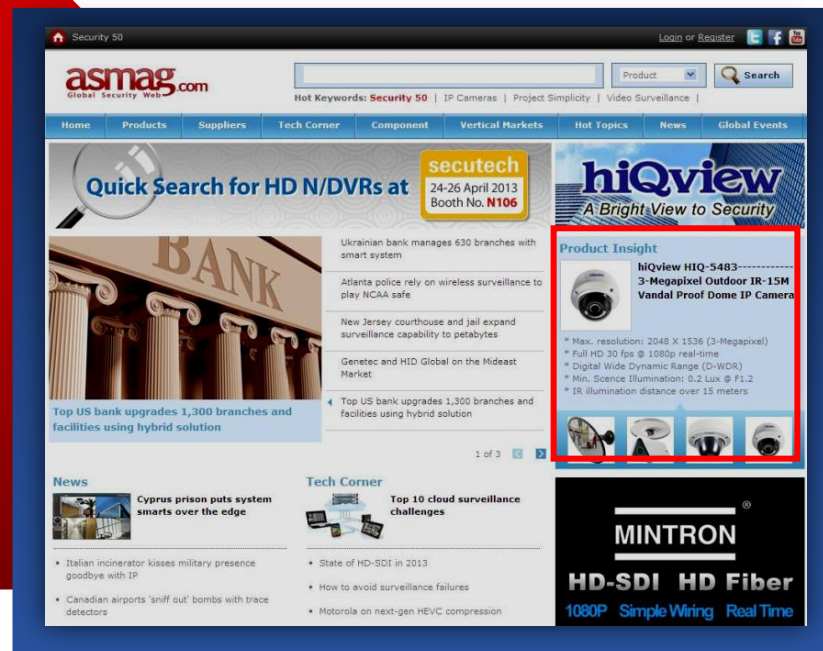 Security 50
Login or Register
asmag.com
Global Security Web
Product
Search
Hot Keywords: Security 50 | IP Cameras | Project Simplicity | Video Surveillance |
Home Products Suppliers Tech Corner Component Vertical Markets Hot Topics News Global Events
Quick Search for HD N/DVRs at
secutech
24-26 April 2013
Booth No. N106
hiQview
A Bright View to Security
BANK
Top US bank upgrades 1,300 branches and
facilities using hybrid solution
Ukrainian bank manages 630 branches with
smart system
Atlanta police rely on wireless surveillance to
play NCAA safe
New Jersey courthouse and jail expand
surveillance capability to petabytes
Genetec and HID Global on the Mideast
Market
Top US bank upgrades 1,300 branches and
facilities using hybrid solution
1 of 3
Product Insight
hiQview HIQ-5483------------
3-Megapixel Outdoor IR-15M
Vandal Proof Dome IP Camera
* Max. resolution: 2048 X 1536 (3-Megapixel)
* Full HD 30 fps @ 1080p real-time
* Digital Wide Dynamic Range (D-WDR)
* Min. Scence Illumination: 0.2 Lux @ F1.2
* IR illumination distance over 15 meters
News
Cyprus prison puts system
smarts over the edge
• Italian incinerator kisses military presence
goodbye with IP
• Canadian airports 'sniff out' bombs with trace
detectors
Tech Corner
Top 10 cloud surveillance
challenges
• State of HD-SDI in 2013
• How to avoid surveillance failures
• Motorola on next-gen HEVC compression
MINTRON®
HD-SDI HD Fiber
1080P Simple Wiring Real Time